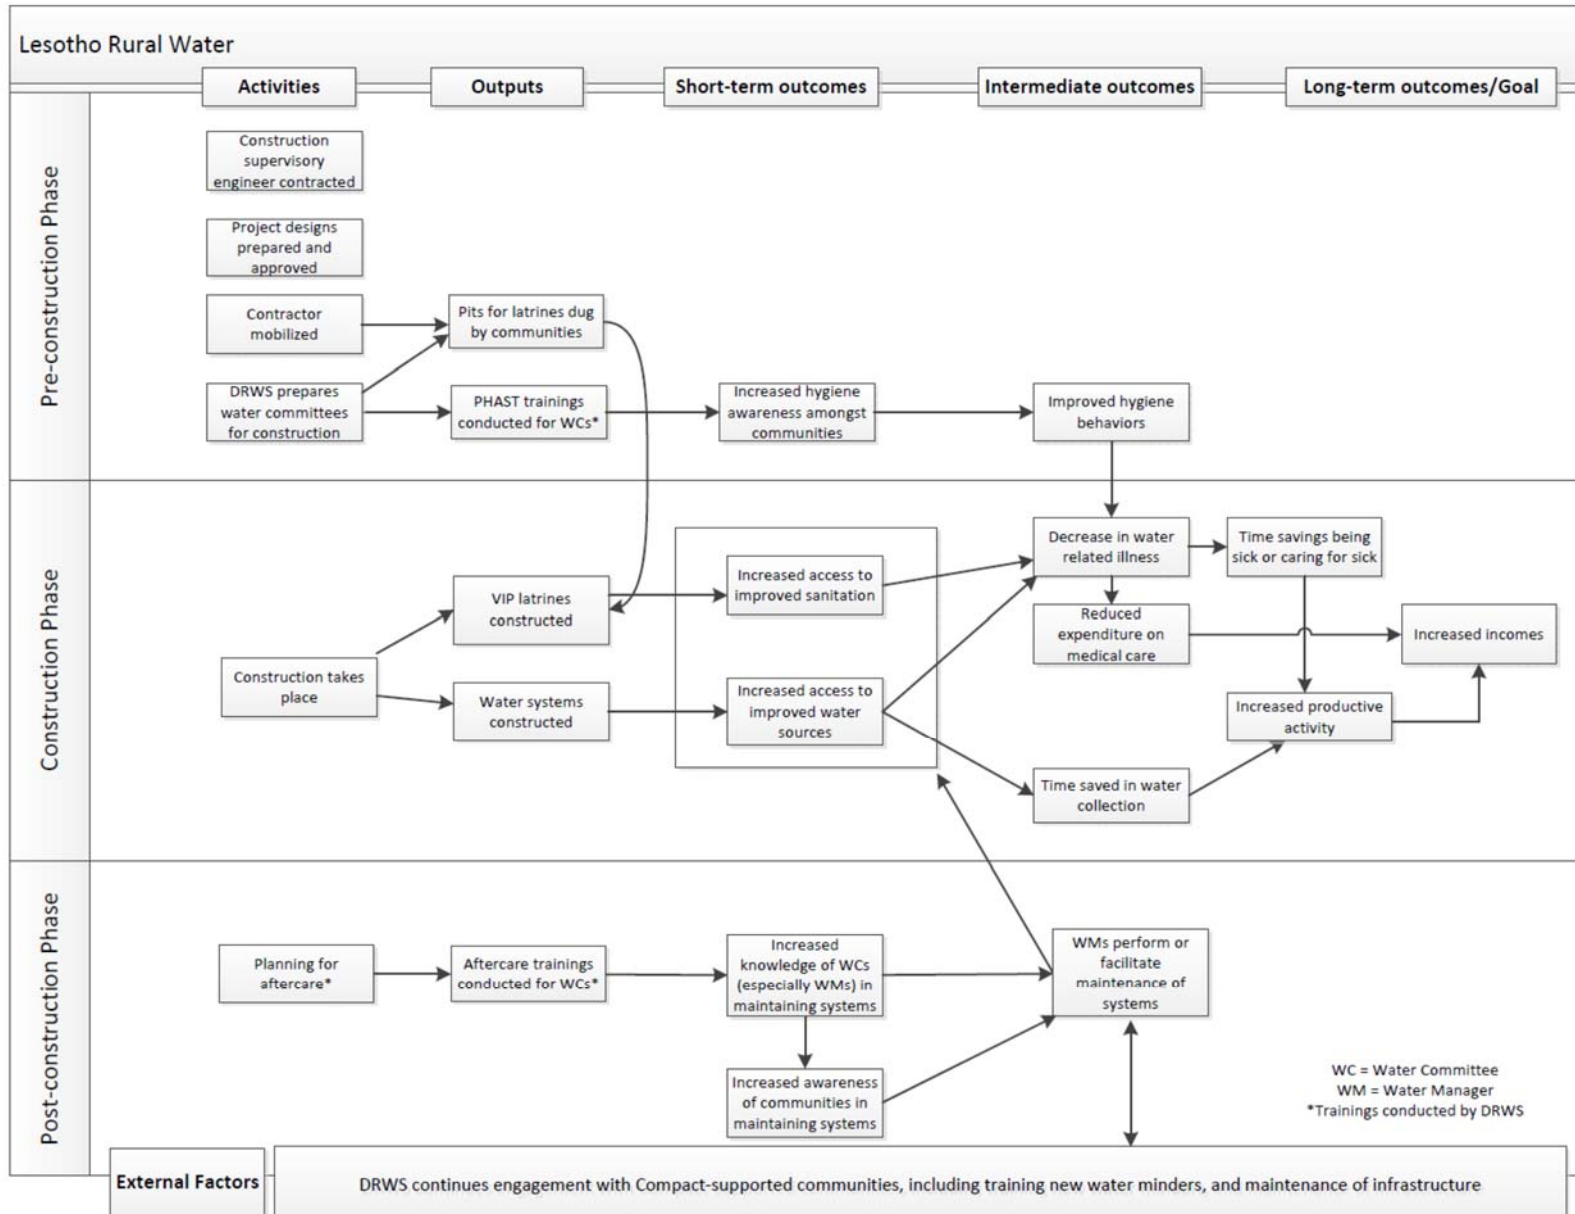 Lesotho Rural Water
Activities
Outputs
Short-term outcomes
Intermediate outcomes
Long-term outcomes/Goal
Pre-construction Phase
Construction
supervisory
engineer contracted
Project designs
prepared and
approved
Contractor
mobilized
Pits for latrines dug
by communities
DRWS prepares
water committees
for construction
PHAST trainings
conducted for WCs*
Increased hygiene
awareness amongst
communities
Improved hygiene
behaviors
Construction Phase
Construction takes
place
VIP latrines
constructed
Water systems
constructed
Increased access to
improved sanitation
Increased access to
improved water
sources
Decrease in water
related illness
Time savings being
sick or caring for sick
Reduced
expenditure on
medical care
Increased incomes
Increased productive
activity
Time saved in water
collection
Post-construction Phase
Planning for
aftercare*
Aftercare trainings
conducted for WCs*
Increased
knowledge of WCs
(especially WMs) in
maintaining systems
WMs perform or
facilitate
maintenance of
systems
Increased awareness
of communities in
maintaining systems
WC = Water Committee
WM = Water Manager
*Trainings conducted by DRWS
External Factors
DRWS continues engagement with Compact-supported communities, including training new water minders, and maintenance of infrastructure